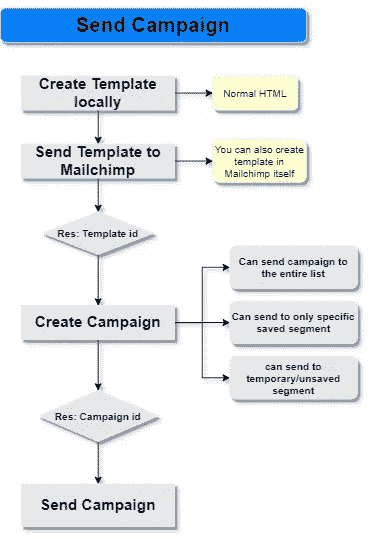 Send Campaign
Create Template
locally
Normal HTML
Send Template to
Mailchimp
You can also create
template in
Mailchimp itself
Res: Template id
Can send campaign to
the entire list
Create Campaign
Can send to only specific
saved segment
can send to
temporary/unsaved
segment
Res: Campaign id
Send Campaign